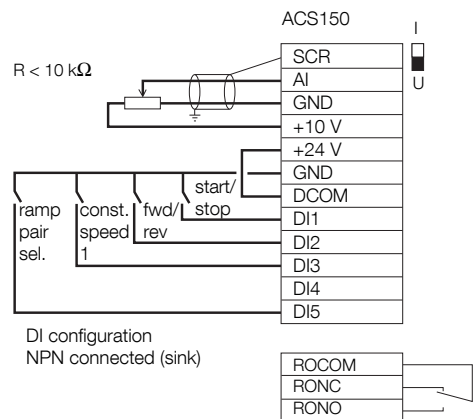 ACS150
I
U
R < 10 kΩ
SCR
AI
GND
+10 V
+24 V
GND
DCOM
DI1
DI2
DI3
DI4
DI5
ramp
pair
sel.
const.
speed
1
fwd/
rev
start/
stop
DI configuration
NPN connected (sink)
ROCOM
RONC
RONO